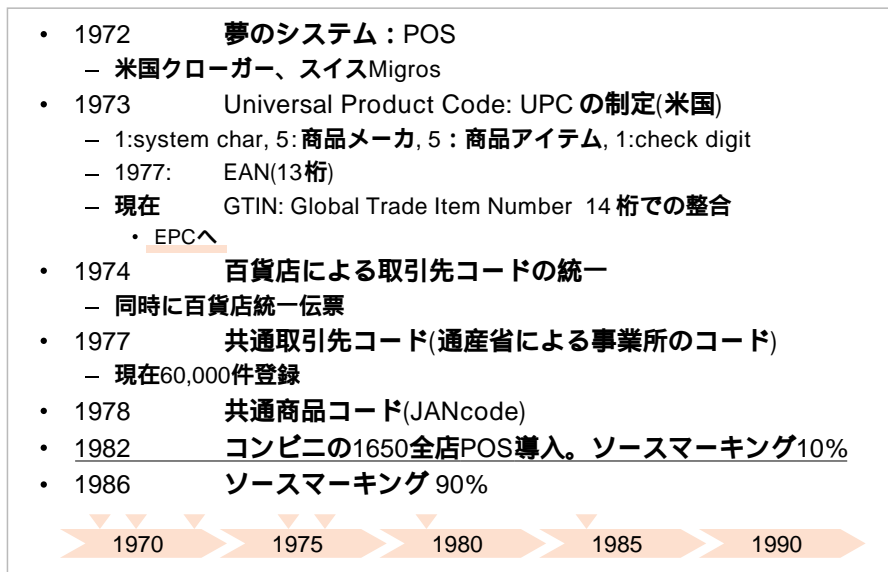 • 1972 夢のシステム：POS
– 米国クローガー、スイスMigros
• 1973 Universal Product Code: UPC の制定(米国)
– 1:system char, 5: 商品メーカ, 5：商品アイテム, 1:check digit
– 1977: EAN(13桁)
– 現在 GTIN: Global Trade Item Number 14 桁での整合
• EPCへ
• 1974 百貨店による取引先コードの統一
– 同時に百貨店統一伝票
• 1977 共通取引先コード(通産省による事業所のコード)
– 現在60,000件登録
• 1978 共通商品コード(JANcode)
• 1982 コンビニの1650全店POS導入。ソースマーキング10%
• 1986 ソースマーキング 90%
1970 1975 1980 1985 1990